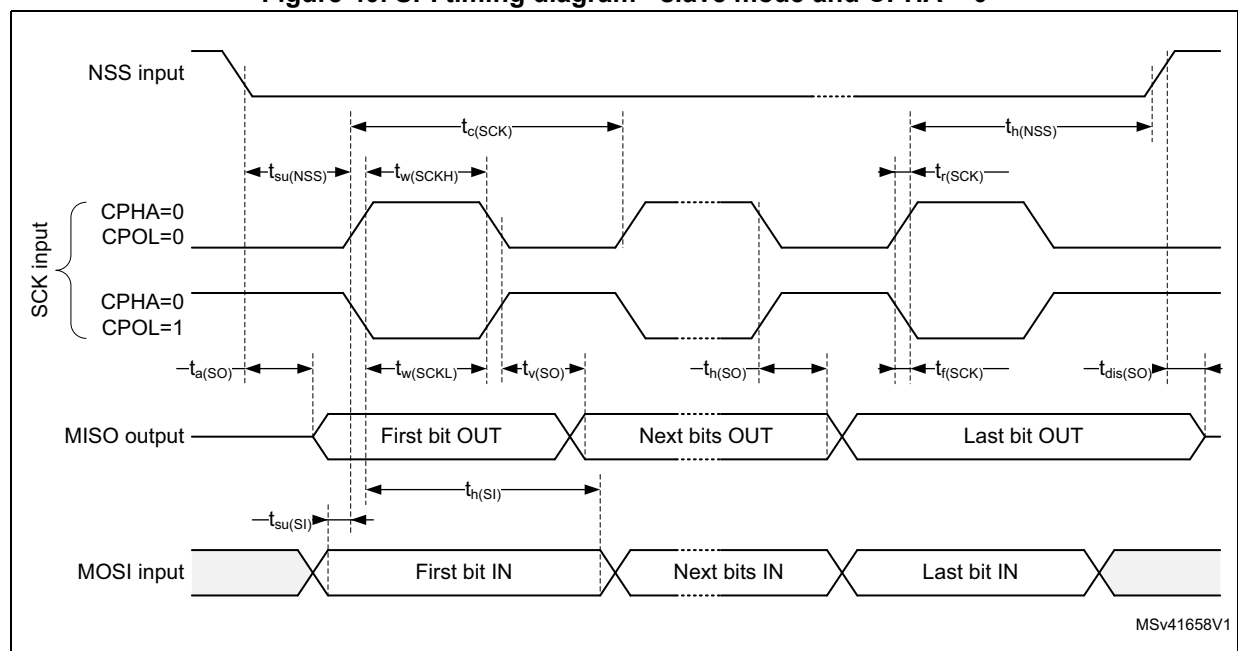 NSS input
tc(SCK)
th(NSS)
tsu(NSS)
tw(SCKH)
tr(SCK)
SCK input
CPHA=0
CPOL=0
CPHA=0
CPOL=1
ta(SO)
tw(SCKL)
tv(SO)
th(SO)
tf(SCK)
tdis(SO)
MISO output
First bit OUT
Next bits OUT
Last bit OUT
th(SI)
tsu(SI)
MOSI input
First bit IN
Next bits IN
Last bit IN
MSv41658V1